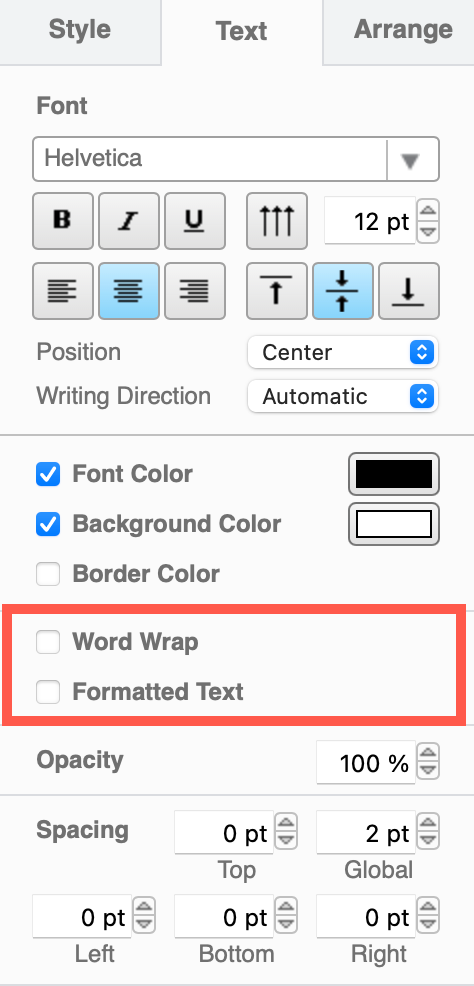 Style Text Arrange
Font
Helvetica
B I U 12 pt
Position Center
Writing Direction Automatic
Font Color
Background Color
Border Color
Word Wrap
Formatted Text
Opacity 100 %
Spacing 0 pt 2 pt
Top Global
0 pt 0 pt 0 pt
Left Bottom Right